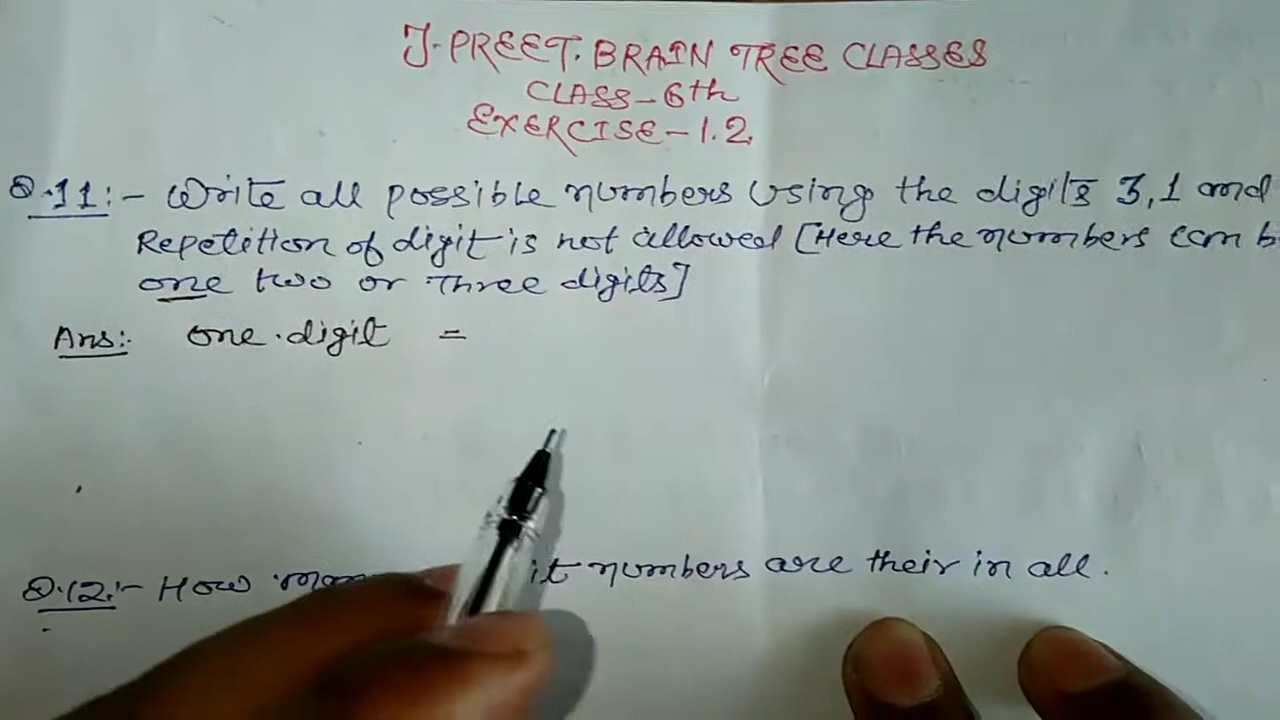 J.PREET.BRAIN TREE CLASSES
CLASS-6th
EXERCISE-1.2.
Q.11:- Write all possible numbers using the digits 3,1 and
Repetition of digit is not allowed [Here the numbers can b
one two or three digits]
Ans:. one.digit =
Q.12:- How it numbers are their in all.